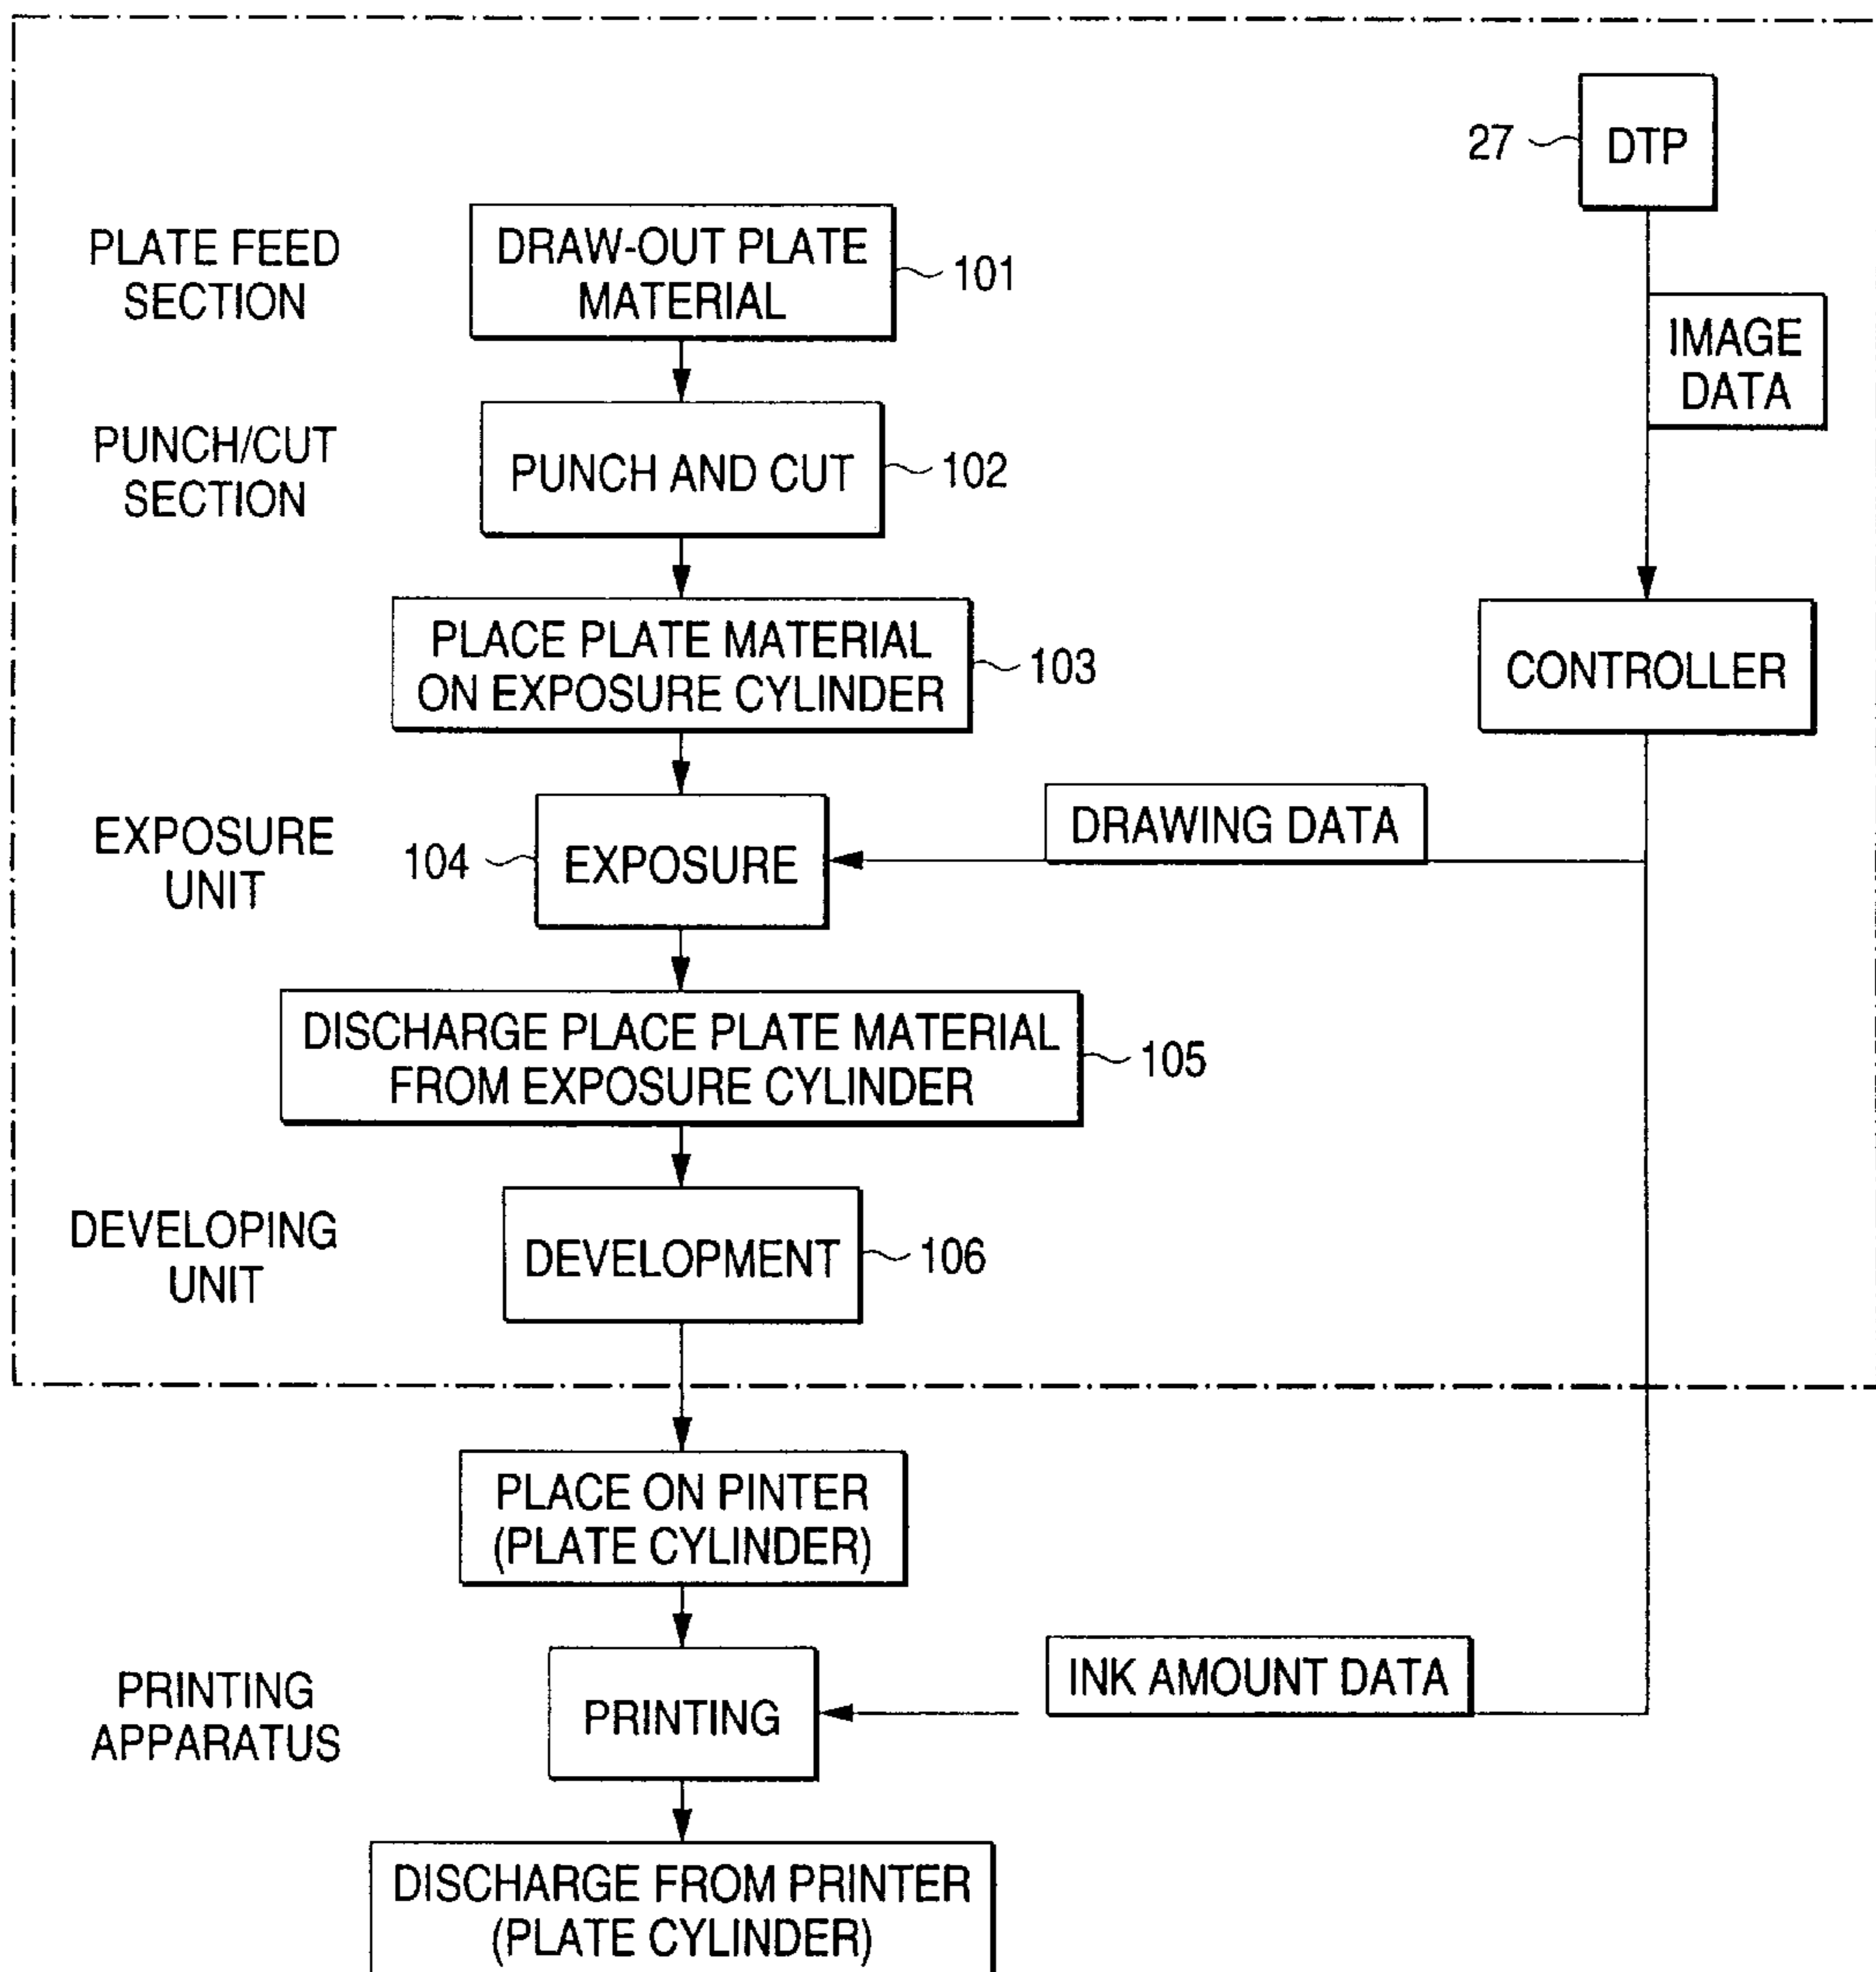 27
DTP
PLATE FEED
SECTION
DRAW-OUT PLATE
MATERIAL
101
IMAGE
DATA
PUNCH/CUT
SECTION
PUNCH AND CUT
102
PLACE PLATE MATERIAL
ON EXPOSURE CYLINDER
103
CONTROLLER
EXPOSURE
UNIT
104
EXPOSURE
DRAWING DATA
DISCHARGE PLACE PLATE MATERIAL
FROM EXPOSURE CYLINDER
105
DEVELOPING
UNIT
DEVELOPMENT
106
PLACE ON PINTER
(PLATE CYLINDER)
PRINTING
APPARATUS
PRINTING
INK AMOUNT DATA
DISCHARGE FROM PRINTER
(PLATE CYLINDER)